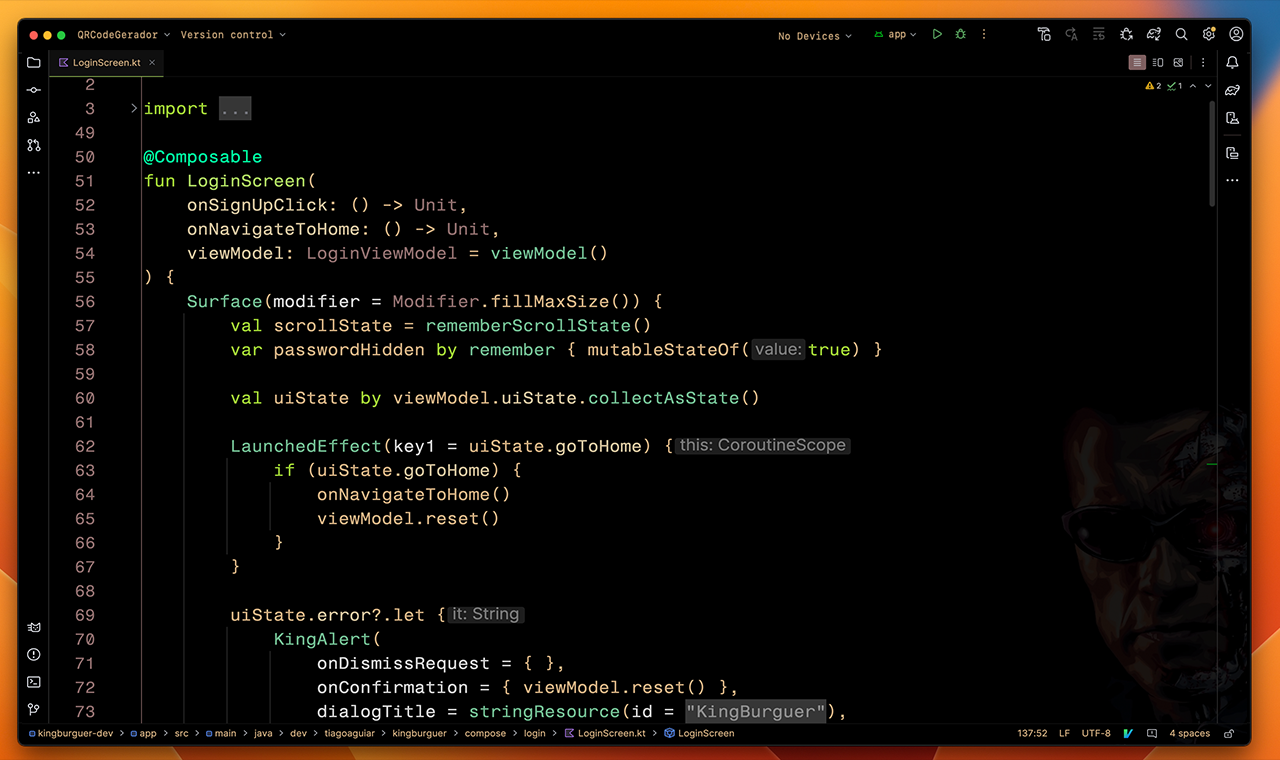 QRCodeGerador Version control No Devices app
LoginScreen.kt
2 1
2
3 import ...
49
50 @Composable
51 fun LoginScreen(
52 onSignUpClick: () -> Unit,
53 onNavigateToHome: () -> Unit,
54 viewModel: LoginViewModel = viewModel()
55 ) {
56 Surface(modifier = Modifier.fillMaxSize()) {
57 val scrollState = rememberScrollState()
58 var passwordHidden by remember { mutableStateOf( value: true) }
59
60 val uiState by viewModel.uiState.collectAsState()
61
62 LaunchedEffect(key1 = uiState.goToHome) { this: CoroutineScope
63 if (uiState.goToHome) {
64 onNavigateToHome()
65 viewModel.reset()
66 }
67 }
68
69 uiState.error?.let { it: String
70 KingAlert(
71 onDismissRequest = { },
72 onConfirmation = { viewModel.reset() },
73 dialogTitle = stringResource(id = "KingBurguer"),
kingburguer-dev > app > src > main > java > dev > tiagoaguiar > kingburguer > compose > login > LoginScreen.kt > LoginScreen 137:52 LF UTF-8 4 spaces